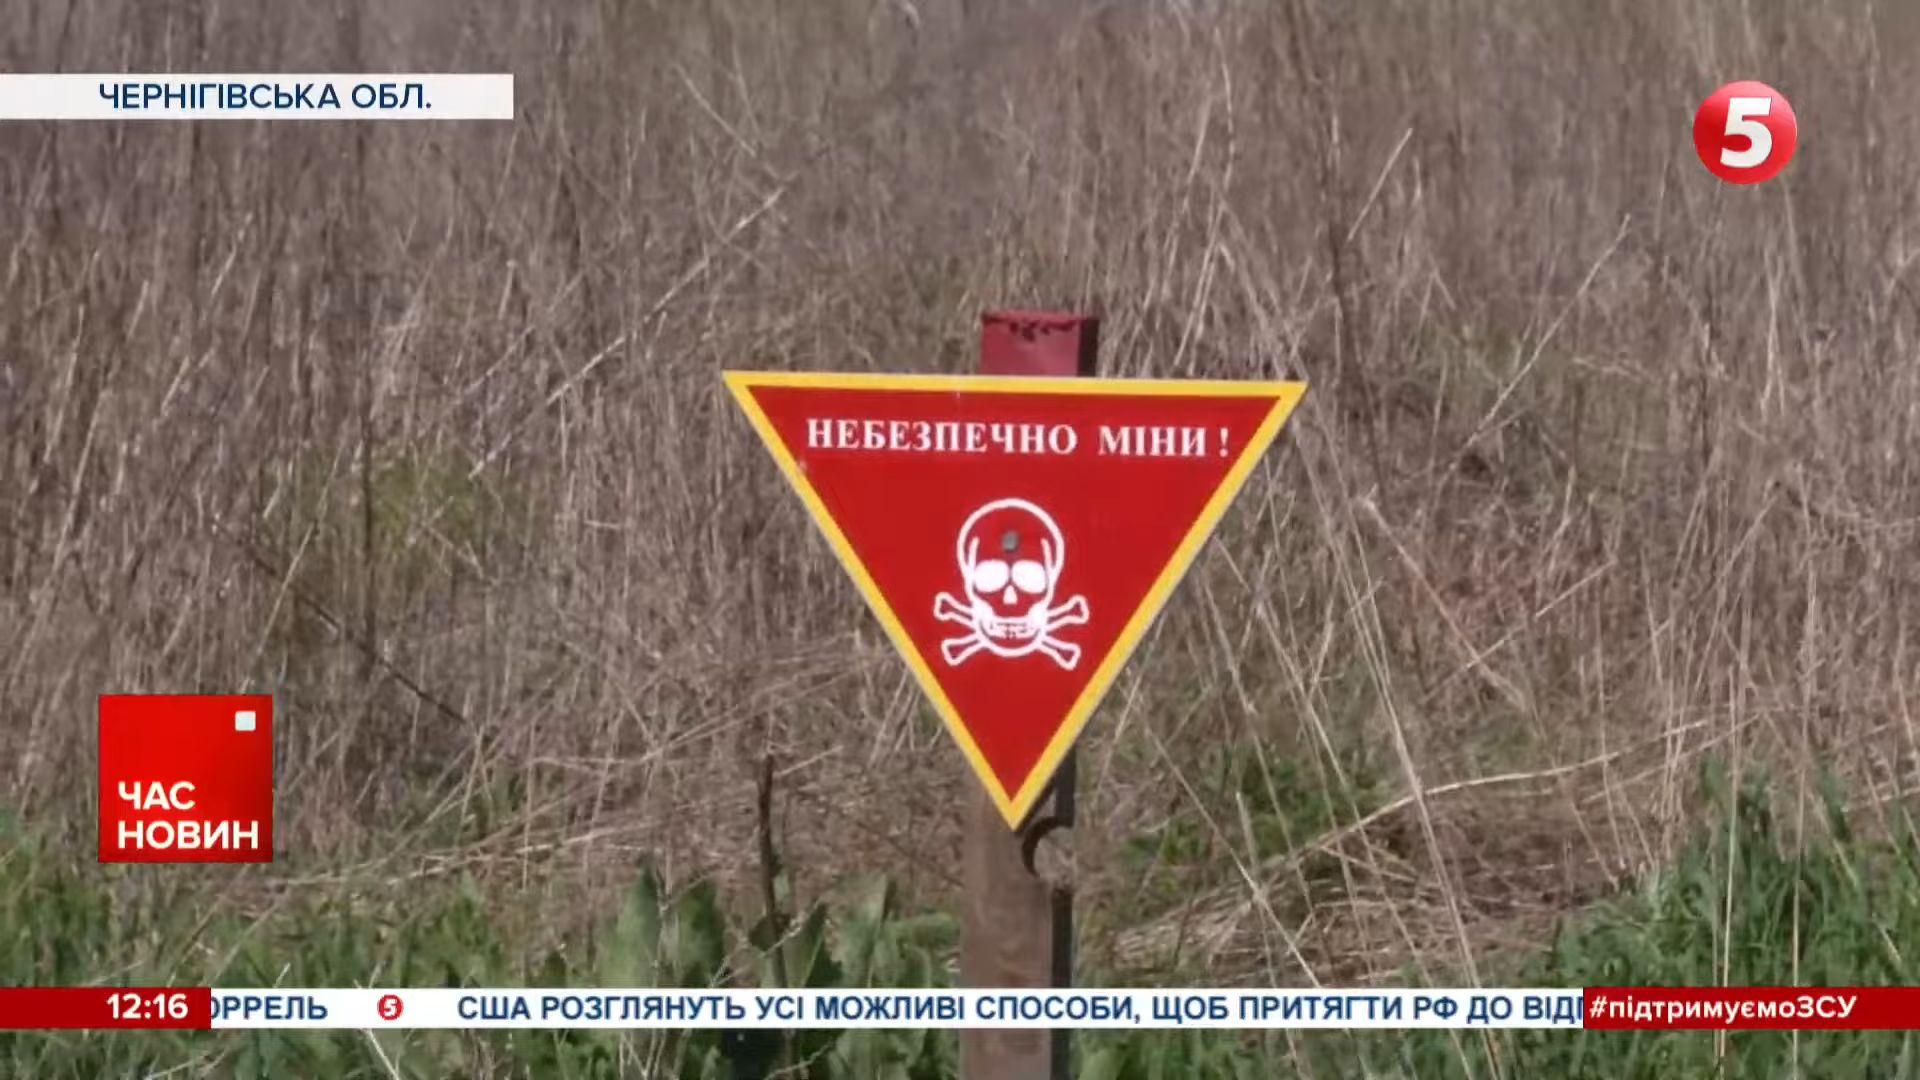 ЧЕРНІГІВСЬКА ОБЛ.
5
НЕБЕЗПЕЧНО МІНИ !
ЧАС
НОВИН
12:16
5 США РОЗГЛЯНУТЬ УСІ МОЖЛИВІ СПОСОБИ, ЩОБ ПРИТЯГТИ РФ ДО
#підтримуємоЗСУ